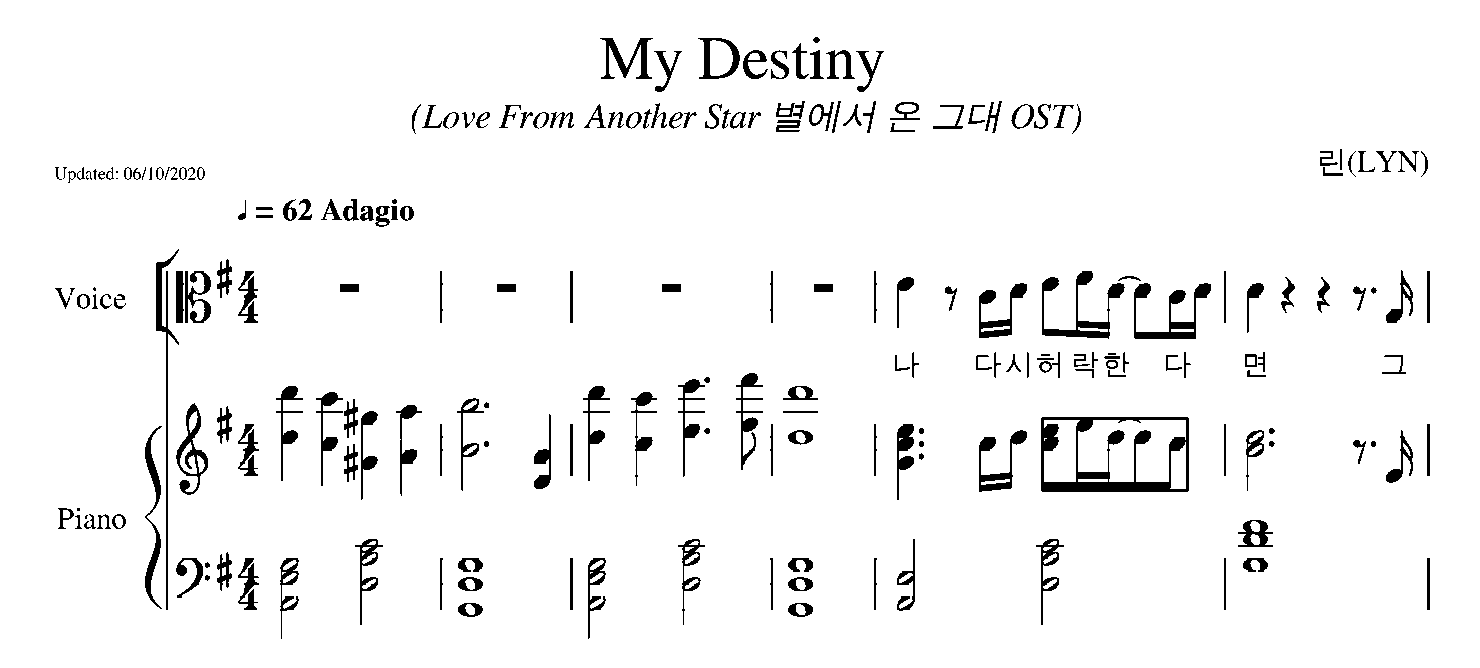 My Destiny
(Love From Another Star 별에서 온 그대 OST)
린(LYN)
Updated: 06/10/2020
♩ = 62 Adagio
Voice
나 다시허락한 다 면 그
Piano